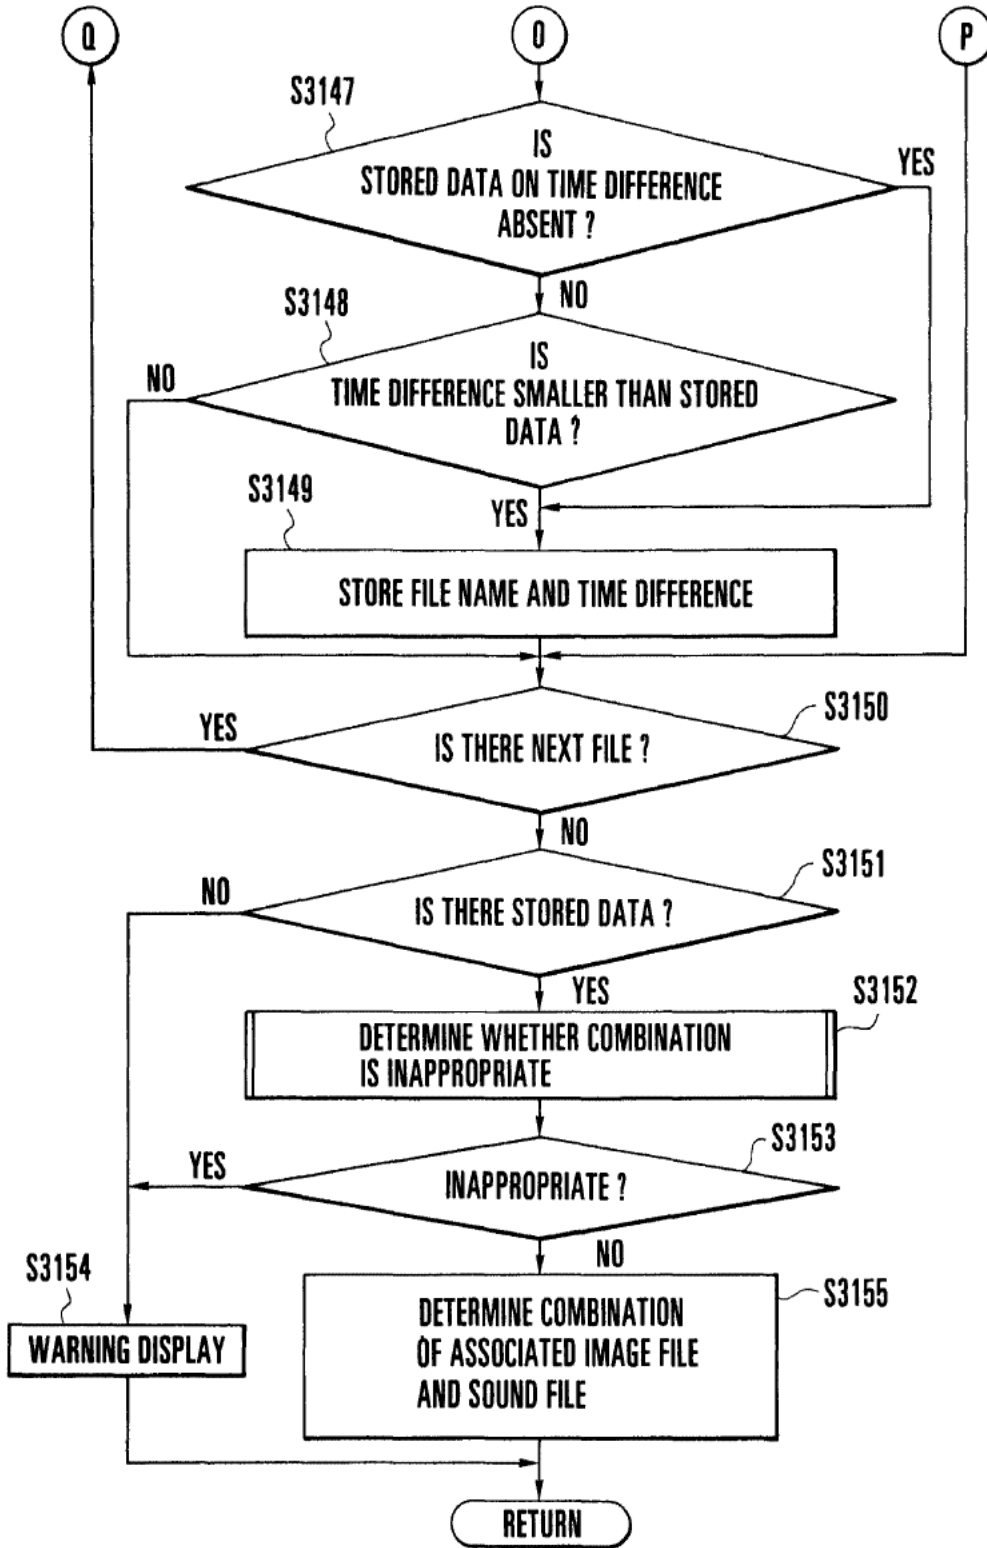 Q
O
P
S3147
IS
STORED DATA ON TIME DIFFERENCE
ABSENT ?
YES
NO
S3148
IS
TIME DIFFERENCE SMALLER THAN STORED
DATA ?
NO
YES
S3149
STORE FILE NAME AND TIME DIFFERENCE
S3150
YES
IS THERE NEXT FILE ?
NO
S3151
NO
IS THERE STORED DATA ?
YES
S3152
DETERMINE WHETHER COMBINATION
IS INAPPROPRIATE
S3153
YES
INAPPROPRIATE ?
NO
S3154
WARNING DISPLAY
S3155
DETERMINE COMBINATION
OF ASSOCIATED IMAGE FILE
AND SOUND FILE
RETURN